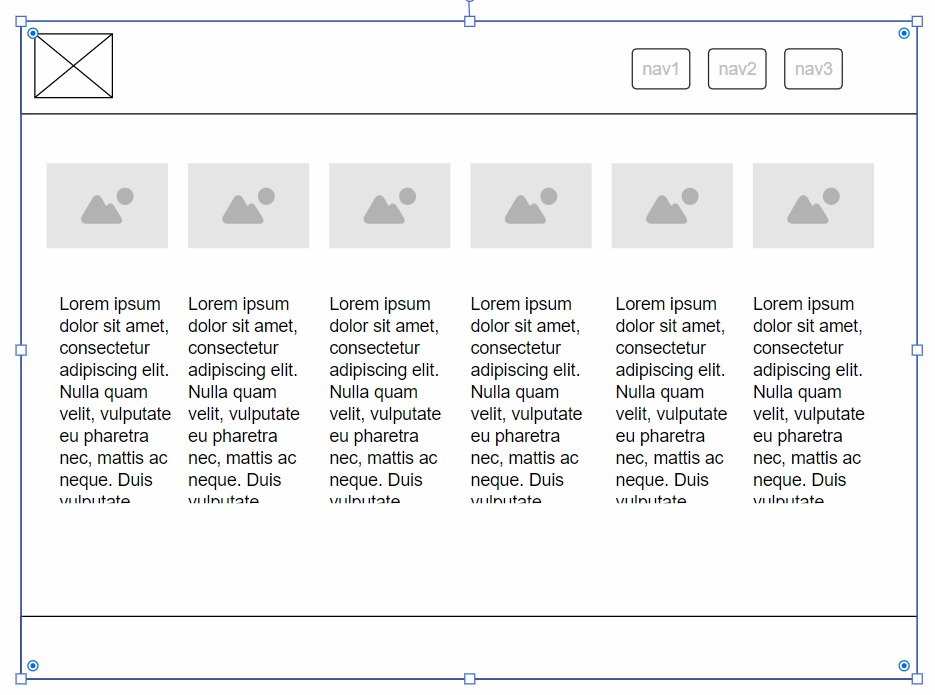 nav1 nav2 nav3
Lorem ipsum
dolor sit amet,
consectetur
adipiscing elit.
Nulla quam
velit, vulputate
eu pharetra
nec, mattis ac
neque. Duis
vulputate
Lorem ipsum
dolor sit amet,
consectetur
adipiscing elit.
Nulla quam
velit, vulputate
eu pharetra
nec, mattis ac
neque. Duis
vulputate
Lorem ipsum
dolor sit amet,
consectetur
adipiscing elit.
Nulla quam
velit, vulputate
eu pharetra
nec, mattis ac
neque. Duis
vulputate
Lorem ipsum
dolor sit amet,
consectetur
adipiscing elit.
Nulla quam
velit, vulputate
eu pharetra
nec, mattis ac
neque. Duis
vulputate
Lorem ipsum
dolor sit amet,
consectetur
adipiscing elit.
Nulla quam
velit, vulputate
eu pharetra
nec, mattis ac
neque. Duis
vulputate
Lorem ipsum
dolor sit amet,
consectetur
adipiscing elit.
Nulla quam
velit, vulputate
eu pharetra
nec, mattis ac
neque. Duis
vulputate